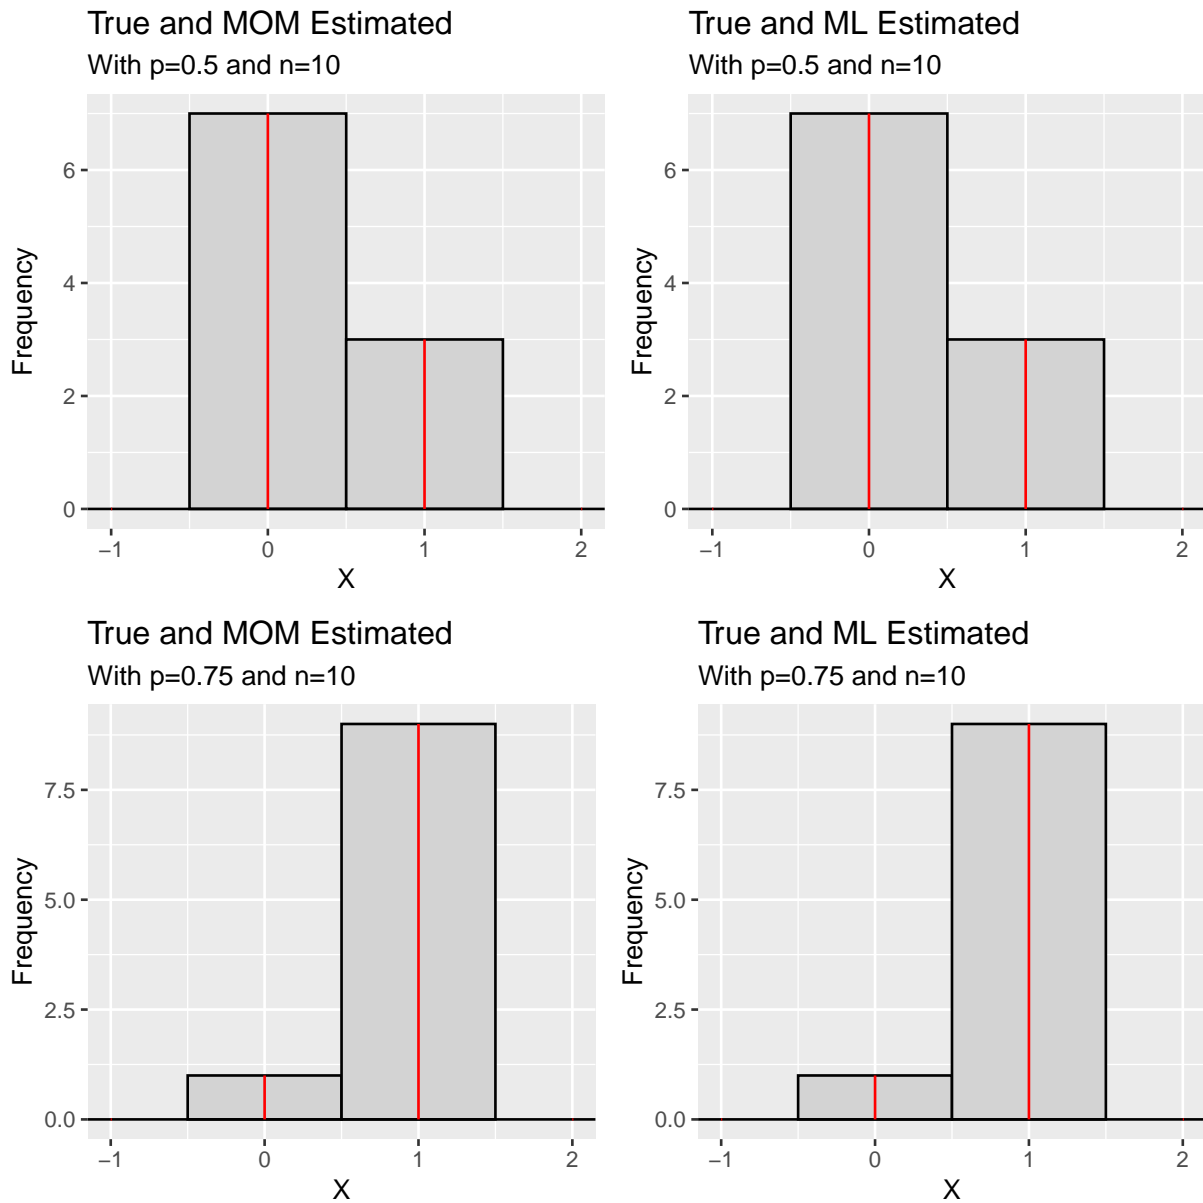 True and MOM Estimated
With p=0.5 and n=10
Frequency
6
4
2
0
−1 0 1 2
X
True and ML Estimated
With p=0.5 and n=10
Frequency
6
4
2
0
−1 0 1 2
X
True and MOM Estimated
With p=0.75 and n=10
Frequency
7.5
5.0
2.5
0.0
−1 0 1 2
X
True and ML Estimated
With p=0.75 and n=10
Frequency
7.5
5.0
2.5
0.0
−1 0 1 2
X